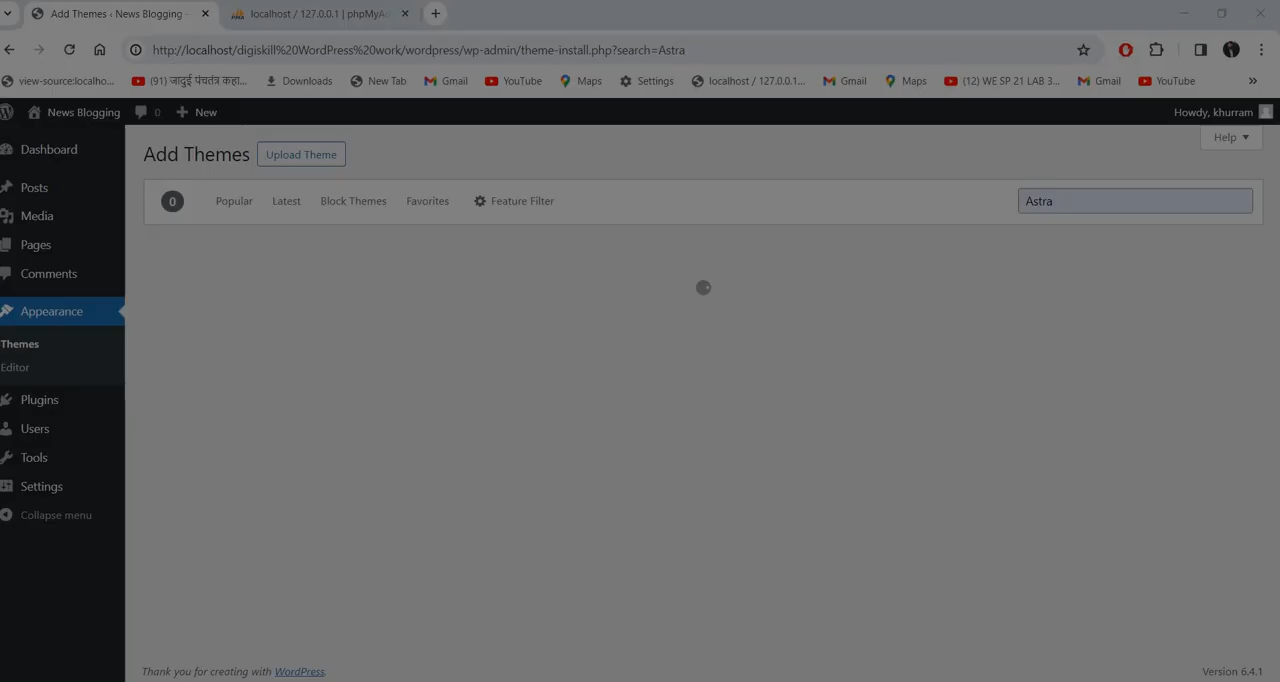 Add Themes ‹ News Blogging –
localhost / 127.0.0.1 | phpMyAd
http://localhost/digiskill%20WordPress%20work/wordpress/wp-admin/theme-install.php?search=Astra
view-source:localho... (91) जादुई पंचतंत्र कहा... Downloads New Tab Gmail YouTube Maps Settings localhost / 127.0.0.1... Gmail Maps (12) WE SP 21 LAB 3... Gmail YouTube »
News Blogging 0 New Howdy, khurram
Help
Add Themes Upload Theme
0 Popular Latest Block Themes Favorites Feature Filter Astra
Dashboard
Posts
Media
Pages
Comments
Appearance
Themes
Editor
Plugins
Users
Tools
Settings
Collapse menu
Thank you for creating with WordPress. Version 6.4.1